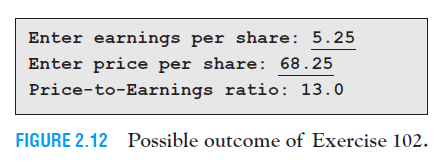 Enter earnings per share: 5.25
Enter price per share: 68.25
Price-to-Earnings ratio: 13.0
FIGURE 2.12 Possible outcome of Exercise 102.